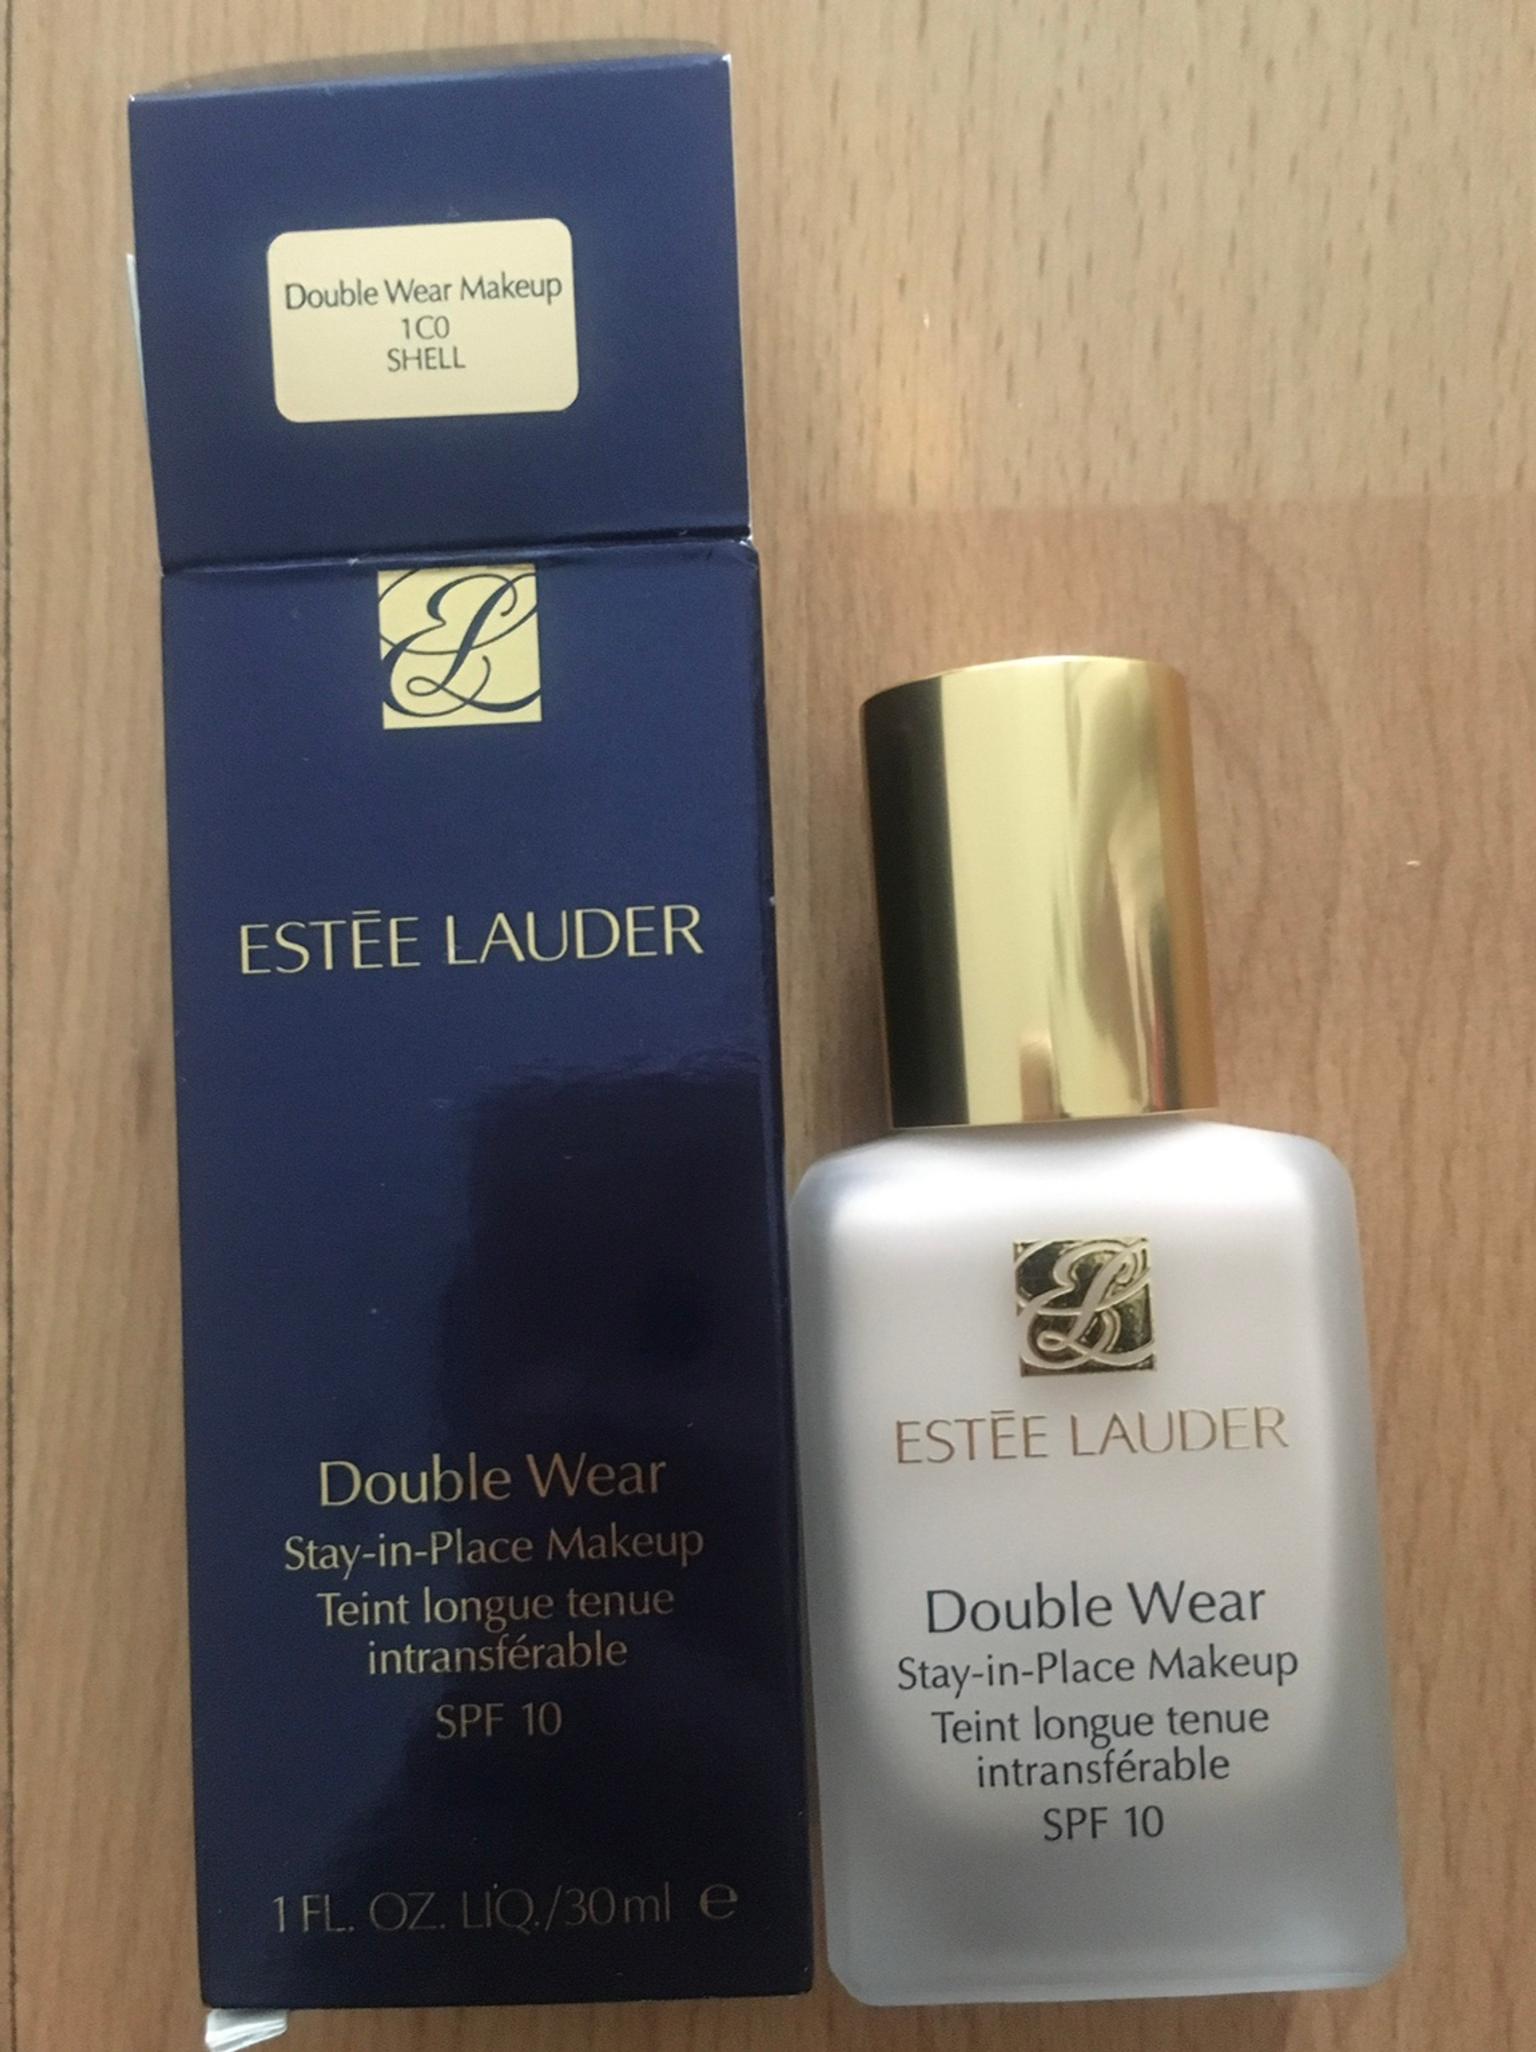 Double Wear Makeup
1C0
SHELL
EL
ESTĒE LAUDER
Double Wear
Stay-in-Place Makeup
Teint longue tenue
intransférable
SPF 10
1 FL. OZ. LIQ./30ml e
EL
ESTĒE LAUDER
Double Wear
Stay-in-Place Makeup
Teint longue tenue
intransférable
SPF 10